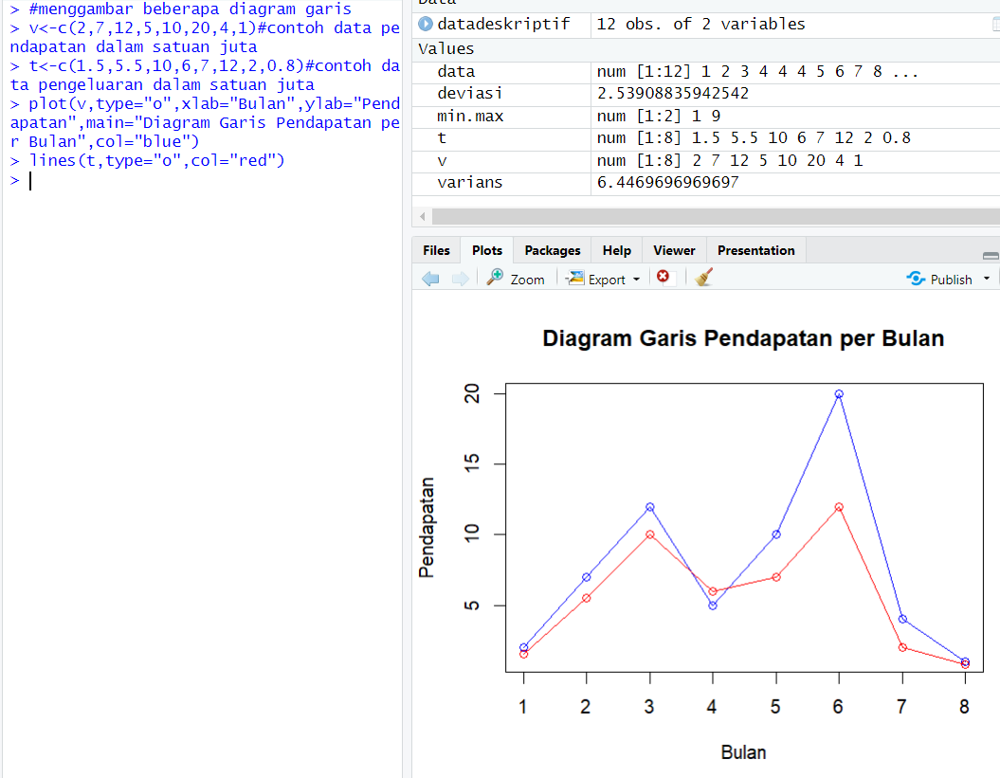 > #menggambar beberapa diagram garis
> v<-c(2,7,12,5,10,20,4,1)#contoh data pe
ndapatan dalam satuan juta
> t<-c(1.5,5.5,10,6,7,12,2,0.8)#contoh da
ta pengeluaran dalam satuan juta
> plot(v,type="o",xlab="Bulan",ylab="Pend
apatan",main="Diagram Garis Pendapatan pe
r Bulan",col="blue")
> lines(t,type="o",col="red")
>
Data
datadeskriptif 12 obs. of 2 variables
Values
data num [1:12] 1 2 3 4 4 4 5 6 7 8 ...
deviasi 2.53908835942542
min.max num [1:2] 1 9
t num [1:8] 1.5 5.5 10 6 7 12 2 0.8
v num [1:8] 2 7 12 5 10 20 4 1
varians 6.4469696969697
Files Plots Packages Help Viewer Presentation
Zoom Export Publish
Diagram Garis Pendapatan per Bulan
20
15
10
5
Pendapatan
1 2 3 4 5 6 7 8
Bulan